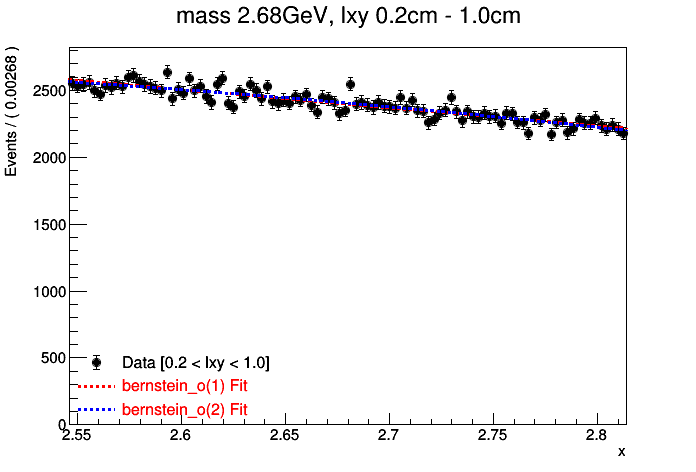 mass 2.68GeV, lxy 0.2cm - 1.0cm
Events / ( 0.00268 )
2500
2000
1500
1000
500
0
Data [0.2 < lxy < 1.0]
bernstein_o(1) Fit
bernstein_o(2) Fit
2.55 2.6 2.65 2.7 2.75 2.8
x